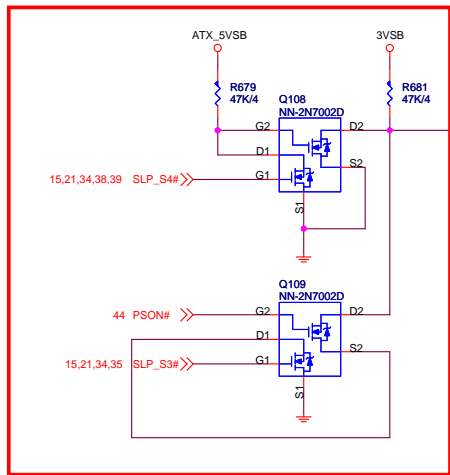 ATX_5VSB
3VSB
R679
47K/4
R681
47K/4
Q108
NN-2N7002D
G2
D2
D1
S2
15,21,34,38,39 SLP_S4#
G1
S1
Q109
NN-2N7002D
44 PSON#
G2
D2
D1
S2
15,21,34,35 SLP_S3#
G1
S1